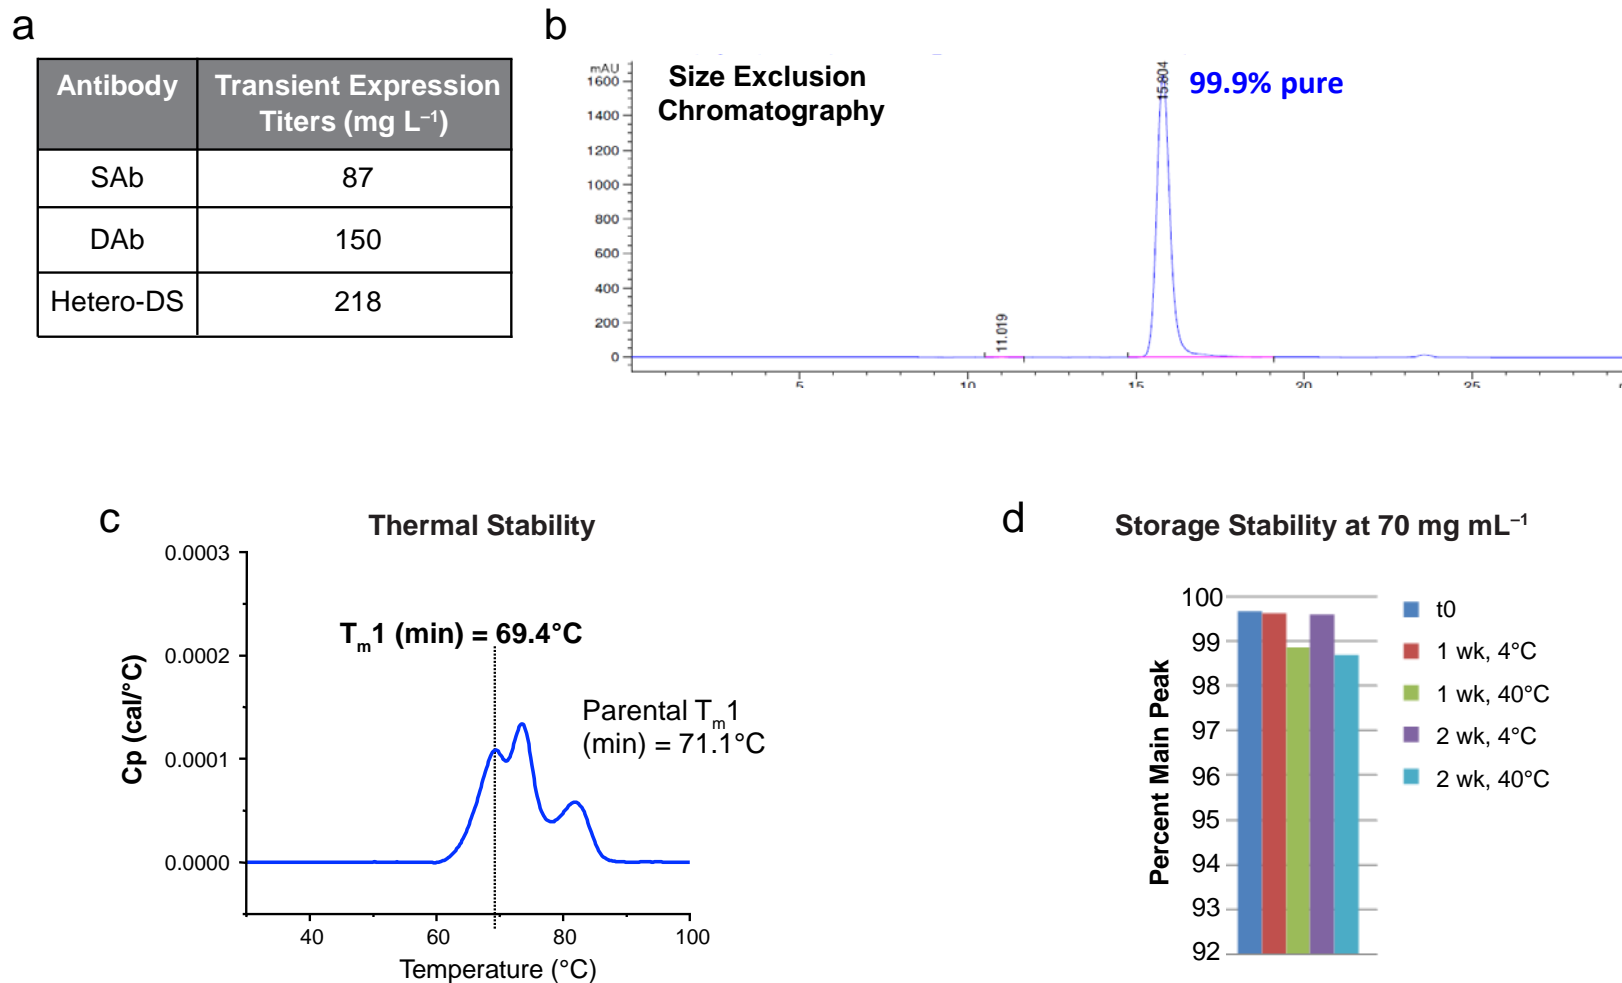 a
Antibody Transient Expression
Titers (mg L⁻¹)
SAb 87
DAb 150
Hetero-DS 218
b
Size Exclusion
Chromatography
99.9% pure
mAU
1600
1400
1200
1000
800
600
400
200
0
11.019
15.804
5 10 15 20 25
c
Thermal Stability
0.0003
0.0002
0.0001
0.0000
Cp (cal/°C)
Tm1 (min) = 69.4°C
Parental Tm1
(min) = 71.1°C
40 60 80 100
Temperature (°C)
d
Storage Stability at 70 mg mL⁻¹
Percent Main Peak
100
99
98
97
96
95
94
93
92
t0
1 wk, 4°C
1 wk, 40°C
2 wk, 4°C
2 wk, 40°C